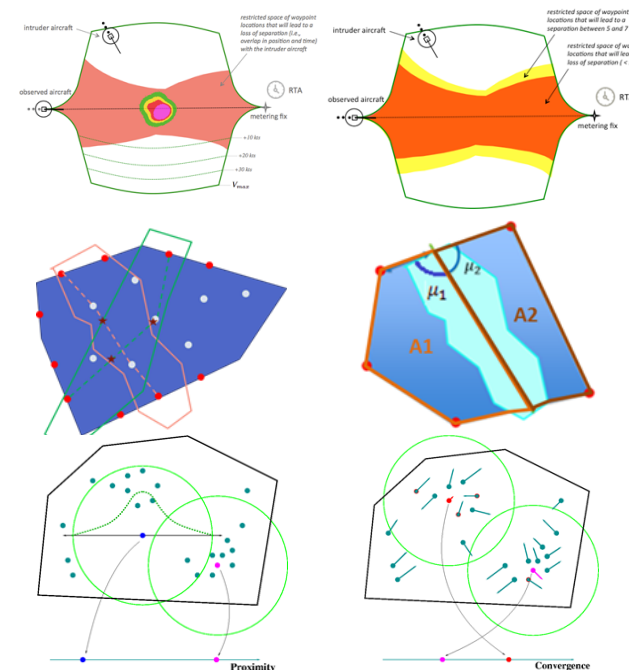 intruder aircraft
restricted space of waypoint
locations that will lead to a
loss of separation (i.e.,
overlap in position and time)
with the intruder aircraft
observed aircraft
RTA
metering fix
+10 kts
+20 kts
+30 kts
Vmax
restricted space of waypoint
locations that will lead to a
separation between 5 and 7
intruder aircraft
restricted space of
locations that will
loss of separation ( <
observed aircraft
RTA
metering fix
μ1
μ2
A1
A2
Proximity
Convergence